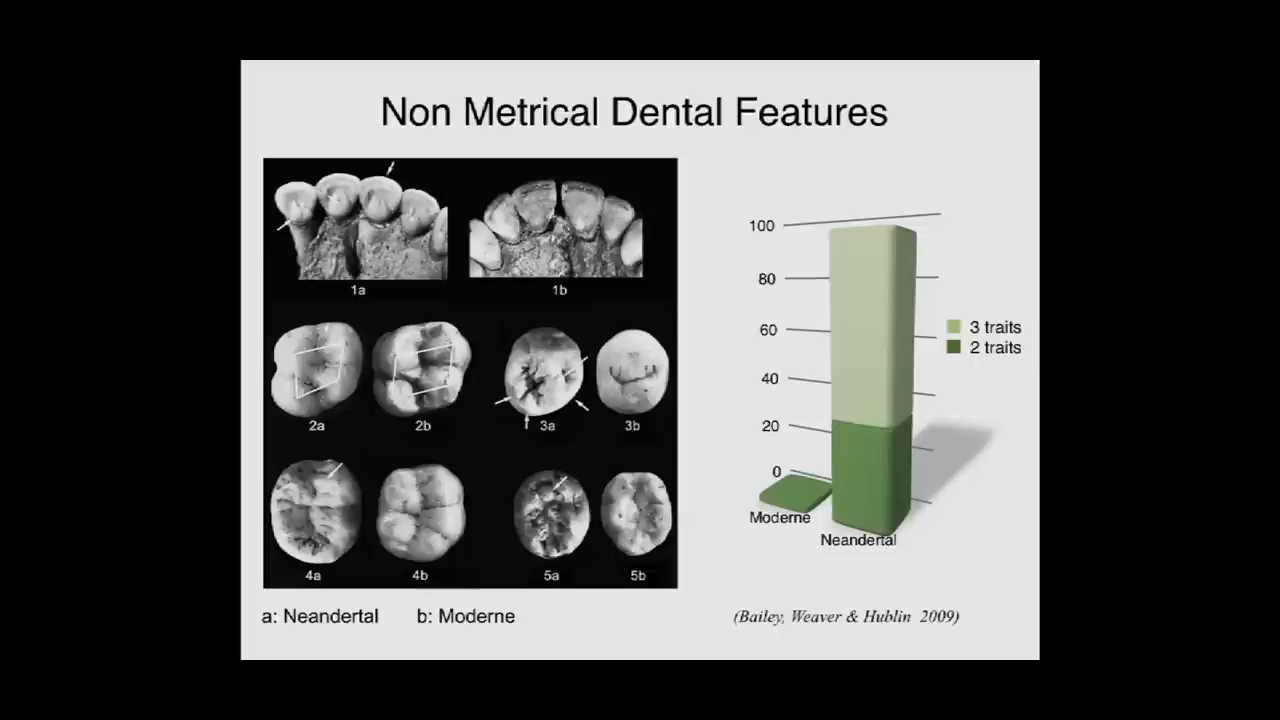 Non Metrical Dental Features
1a
1b
2a
2b
3a
3b
4a
4b
5a
5b
a: Neandertal
b: Moderne
100
80
60
40
20
0
Moderne
Neandertal
3 traits
2 traits
(Bailey, Weaver & Hublin 2009)